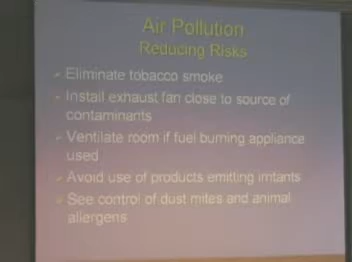 Air Pollution
Reducing Risks
Eliminate tobacco smoke
Install exhaust fan close to source of
contaminants
Ventilate room if fuel burning appliance
used
Avoid use of products emitting irritants
See control of dust mites and animal
allergens